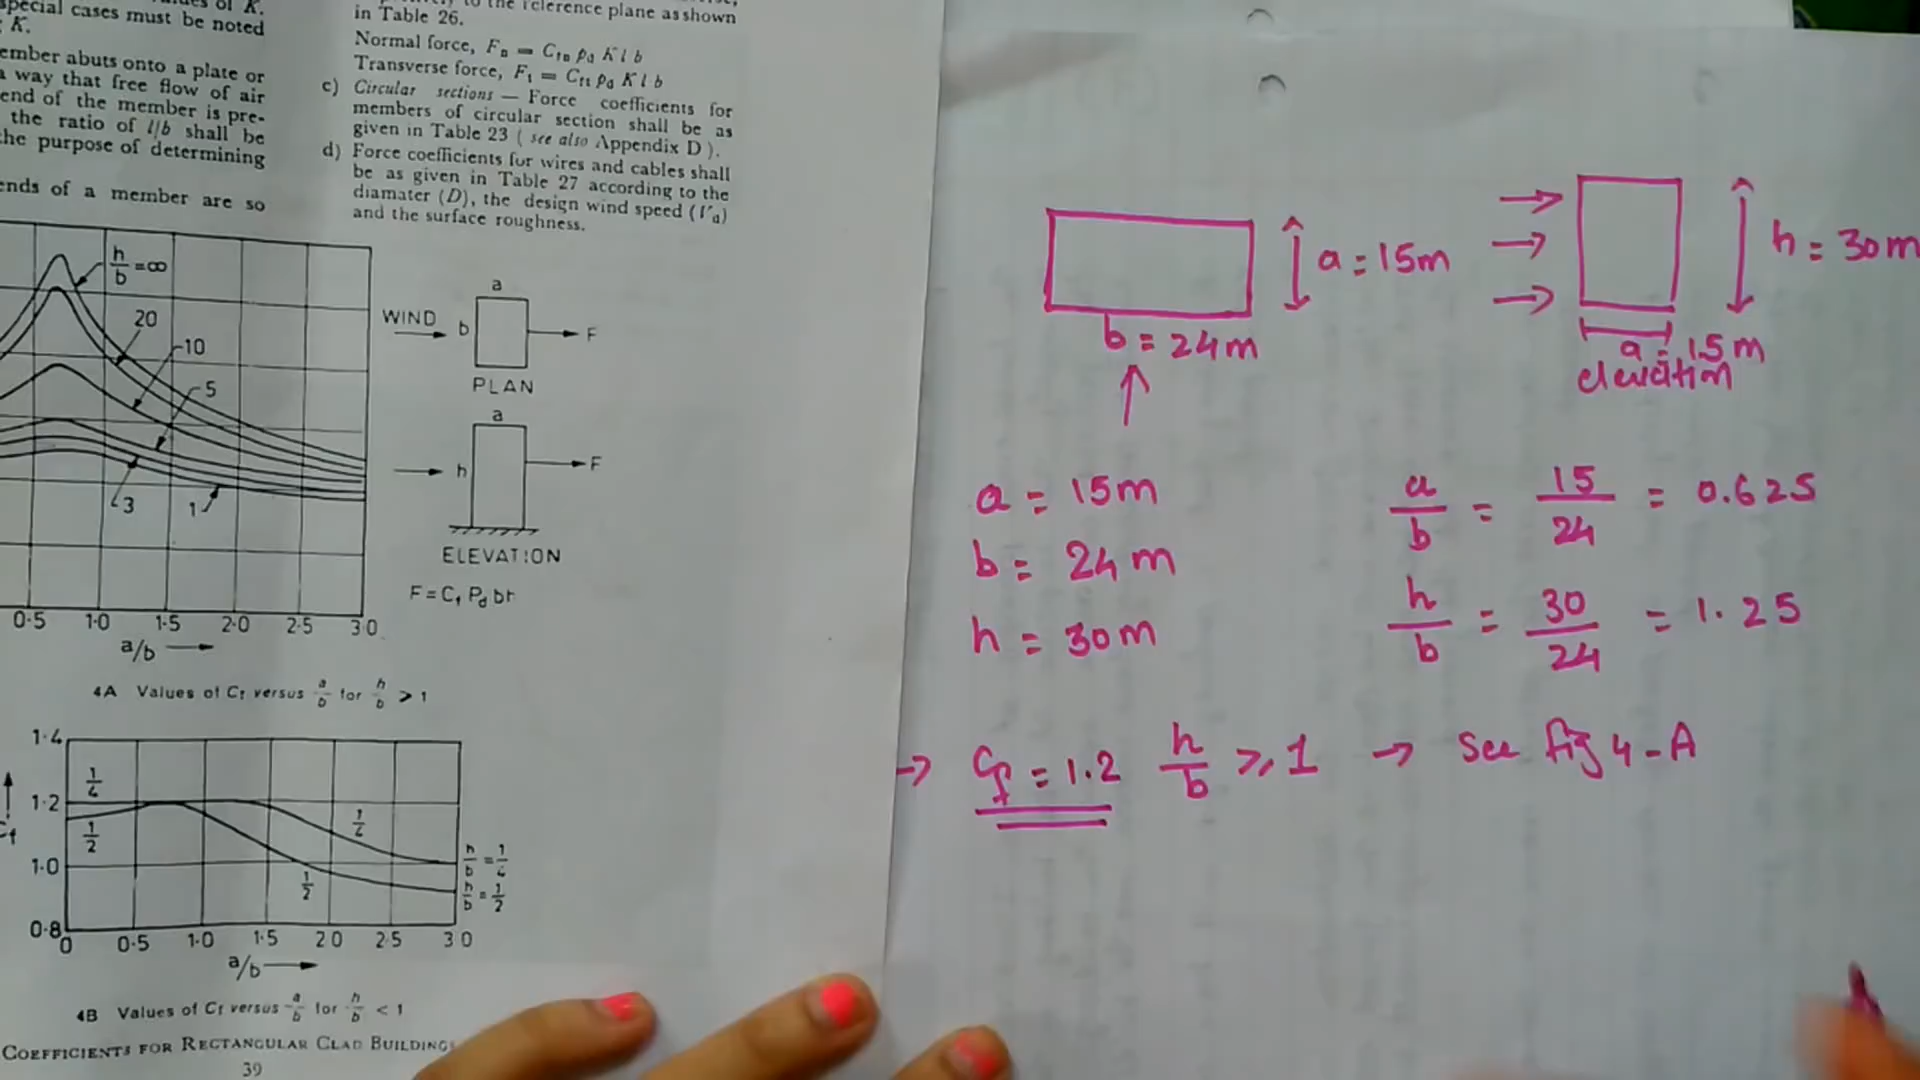 special cases must be noted
K.
ember abuts onto a plate or
a way that free flow of air
end of the member is pre-
the ratio of l/b shall be
the purpose of determining
ends of a member are so
to the reference plane as shown
in Table 26.
Normal force, Fn = Cfn pd K l b
Transverse force, Ft = Cft pd K l b
c) Circular sections — Force coefficients for
members of circular section shall be as
given in Table 23 ( see also Appendix D ).
d) Force coefficients for wires and cables shall
be as given in Table 27 according to the
diamater (D), the design wind speed (Vd)
and the surface roughness.
h/b = ∞
20
10
5
3
1
0·5 1·0 1·5 2·0 2·5 3·0
a/b
WIND
a
b
F
PLAN
a
h
F
ELEVATION
F = Cf Pd bh
4A Values of Cf versus a/b for h/b ⩾ 1
1·4
1·2
1·0
0·8
Cf
1/4
1/2
1/4
1/2
h/b = 1/4
h/b = 1/2
0 0·5 1·0 1·5 2·0 2·5 3·0
a/b
4B Values of Cf versus a/b for h/b < 1
COEFFICIENTS FOR RECTANGULAR CLAD BUILDINGS
39
a = 15m
b = 24m
h = 30m
a = 15m
elevation
a = 15m
b = 24m
h = 30m
a/b = 15/24 = 0.625
h/b = 30/24 = 1.25
→ Cf = 1.2 h/b ⩾ 1 → See fig 4-A